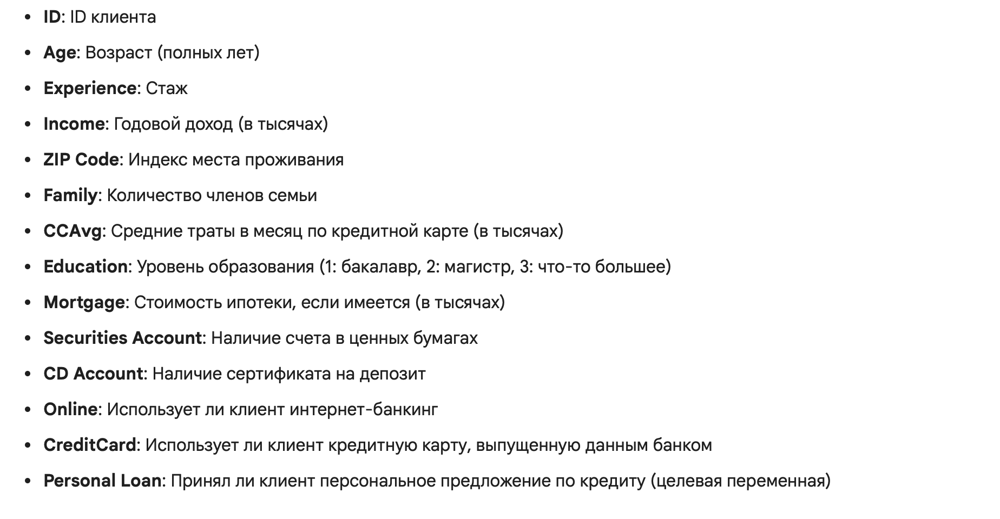 • ID: ID клиента
• Age: Возраст (полных лет)
• Experience: Стаж
• Income: Годовой доход (в тысячах)
• ZIP Code: Индекс места проживания
• Family: Количество членов семьи
• CCAvg: Средние траты в месяц по кредитной карте (в тысячах)
• Education: Уровень образования (1: бакалавр, 2: магистр, 3: что-то большее)
• Mortgage: Стоимость ипотеки, если имеется (в тысячах)
• Securities Account: Наличие счета в ценных бумагах
• CD Account: Наличие сертификата на депозит
• Online: Использует ли клиент интернет-банкинг
• CreditCard: Использует ли клиент кредитную карту, выпущенную данным банком
• Personal Loan: Принял ли клиент персональное предложение по кредиту (целевая переменная)